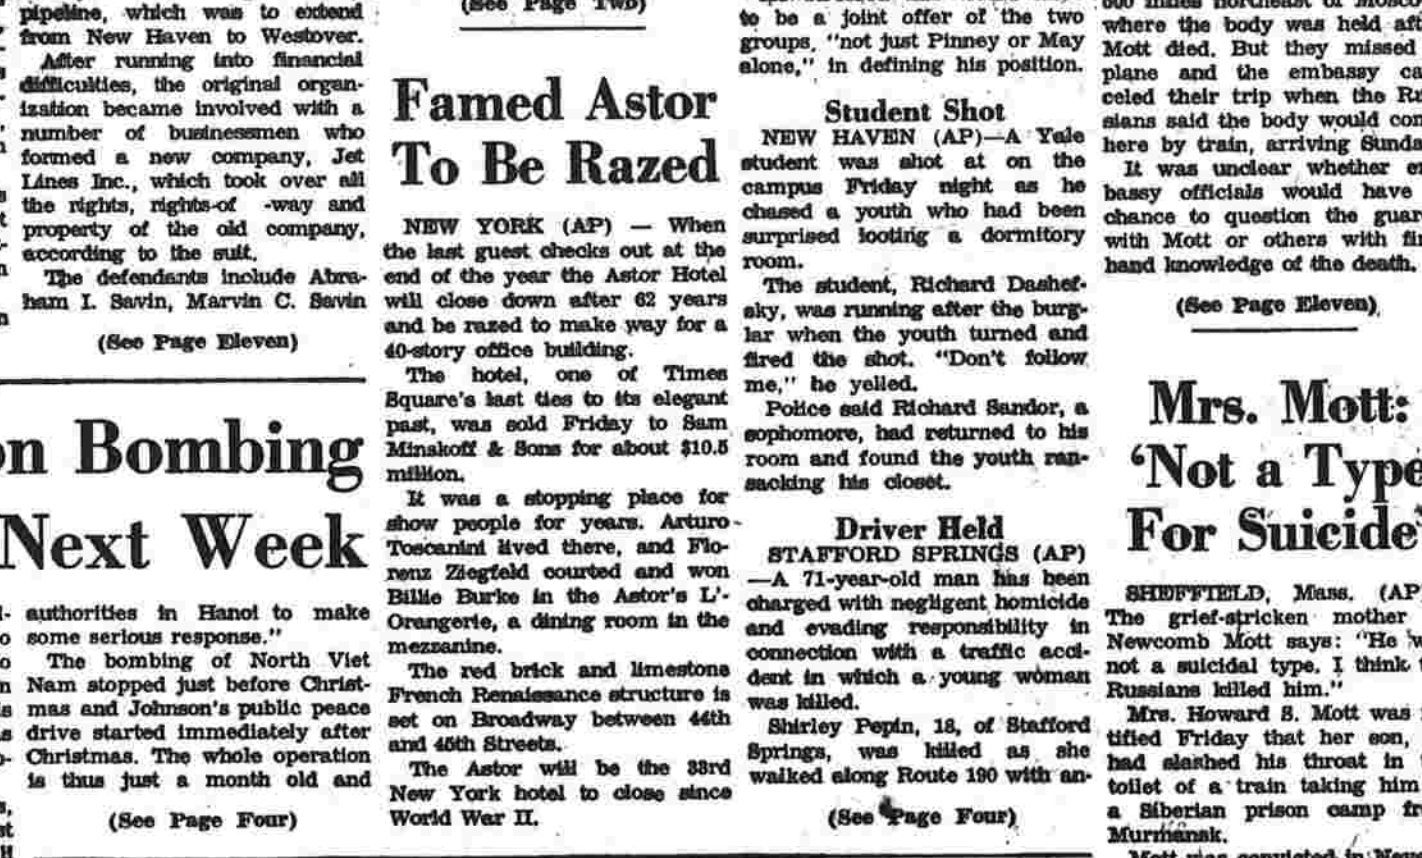 pipeline, which was to extend
from New Haven to Westover.
After running into financial
difficulties, the original organ-
ization became involved with a
number of businessmen who
formed a new company, Jet
Lines Inc., which took over all
the rights, rights-of -way and
property of the old company,
according to the suit.
The defendants include Abra-
ham I. Savin, Marvin C. Savin
(See Page Eleven)
on Bombing
Next Week
authorities in Hanoi to make
some serious response."
The bombing of North Viet
Nam stopped just before Christ-
mas and Johnson's public peace
drive started immediately after
Christmas. The whole operation
is thus just a month old and
(See Page Four)
(See Page Two)
Famed Astor
To Be Razed
NEW YORK (AP) — When
the last guest checks out at the
end of the year the Astor Hotel
will close down after 62 years
and be razed to make way for a
40-story office building.
The hotel, one of Times
Square's last ties to its elegant
past, was sold Friday to Sam
Minskoff & Sons for about $10.5
million.
It was a stopping place for
show people for years. Arturo
Toscanini lived there, and Flo-
renz Ziegfeld courted and won
Billie Burke in the Astor's L'-
Orangerie, a dining room in the
mezzanine.
The red brick and limestone
French Renaissance structure is
set on Broadway between 44th
and 45th Streets.
The Astor will be the 33rd
New York hotel to close since
World War II.
to be a joint offer of the two
groups, "not just Pinney or May
alone," in defining his position.
Student Shot
NEW HAVEN (AP)—A Yale
student was shot at on the
campus Friday night as he
chased a youth who had been
surprised looting a dormitory
room.
The student, Richard Dashef-
sky, was running after the burg-
lar when the youth turned and
fired the shot. "Don't follow
me," he yelled.
Police said Richard Sandor, a
sophomore, had returned to his
room and found the youth ran-
sacking his closet.
Driver Held
STAFFORD SPRINGS (AP)
—A 71-year-old man has been
charged with negligent homicide
and evading responsibility in
connection with a traffic acci-
dent in which a young woman
was killed.
Shirley Pepin, 18, of Stafford
Springs, was killed as she
walked along Route 190 with an-
(See Page Four)
where the body was held aft
Mott died. But they missed
plane and the embassy ca
celed their trip when the Ru
sians said the body would com
here by train, arriving Sunda
It was unclear whether em
bassy officials would have
chance to question the guar
with Mott or others with fir
hand knowledge of the death.
(See Page Eleven)
Mrs. Mott:
'Not a Type
For Suicide'
SHEFFIELD, Mass. (AP)
The grief-stricken mother
Newcomb Mott says: "He w
not a suicidal type. I think t
Russians killed him."
Mrs. Howard S. Mott was
tified Friday that her son,
had slashed his throat in
toilet of a train taking him
a Siberian prison camp fr
Murmansk.